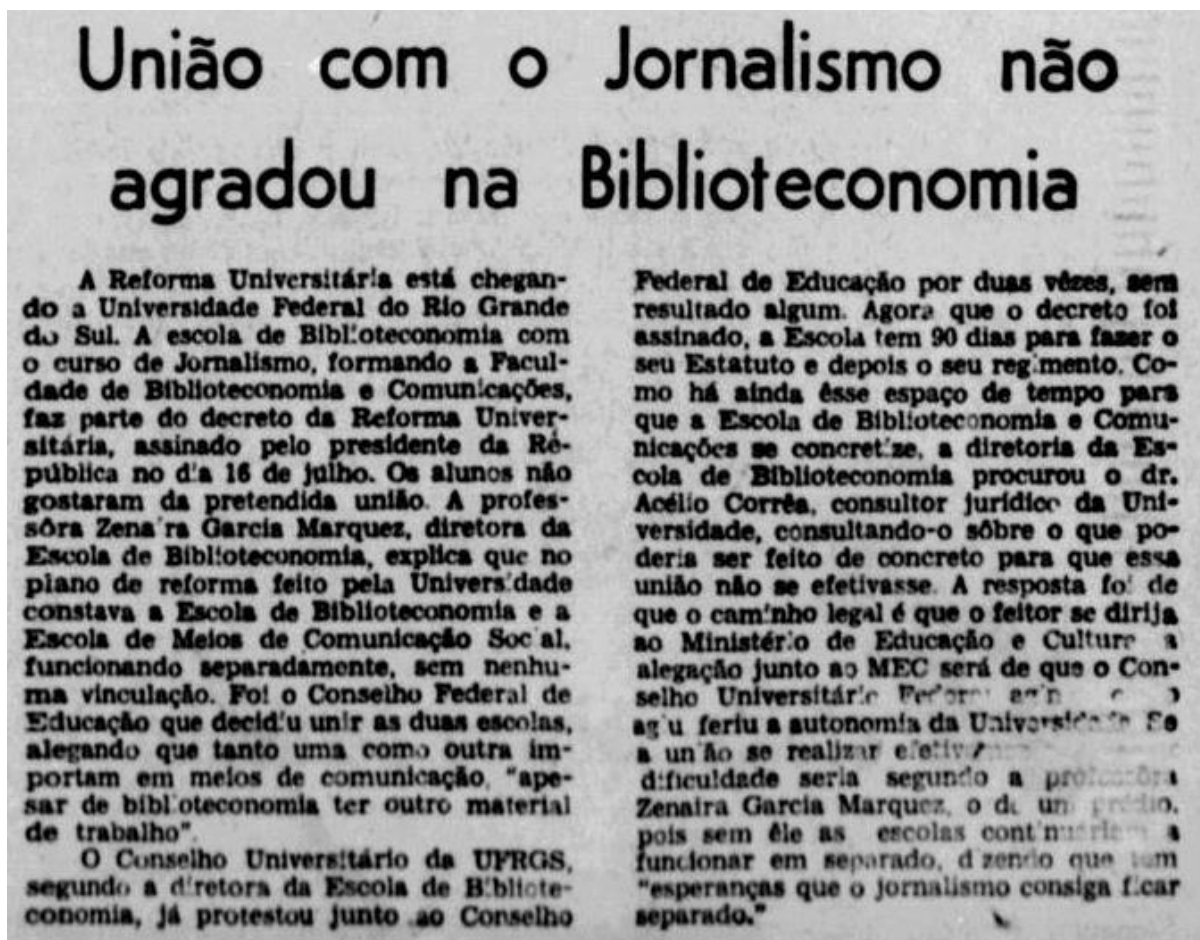 União com o Jornalismo não
agradou na Biblioteconomia
A Reforma Universitária está chegan-
do a Universidade Federal do Rio Grande
do Sul. A escola de Biblioteconomia com
o curso de Jornalismo, formando a Facul-
dade de Biblioteconomia e Comunicações,
faz parte do decreto da Reforma Univer-
sitária, assinado pelo presidente da Rê-
pública no dia 16 de julho. Os alunos não
gostaram da pretendida união. A profes-
sôra Zenaira Garcia Marquez, diretora da
Escola de Biblioteconomia, explica que no
plano de reforma feito pela Universidade
constava a Escola de Biblioteconomia e a
Escola de Meios de Comunicação Social,
funcionando separadamente, sem nenhu-
ma vinculação. Foi o Conselho Federal de
Educação que decidiu unir as duas escolas,
alegando que tanto uma como outra im-
portam em meios de comunicação, "ape-
sar de biblioteconomia ter outro material
de trabalho".
O Conselho Universitário da UFRGS,
segundo a diretora da Escola de Bibliote-
conomia, já protestou junto ao Conselho
Federal de Educação por duas vêzes, sem
resultado algum. Agora que o decreto foi
assinado, a Escola tem 90 dias para fazer o
seu Estatuto e depois o seu regimento. Co-
mo há ainda êsse espaço de tempo para
que a Escola de Biblioteconomia e Comu-
nicações se concretize, a diretoria da Es-
cola de Biblioteconomia procurou o dr.
Acélio Corrêa, consultor jurídico da Uni-
versidade, consultando-o sôbre o que po-
deria ser feito de concreto para que essa
união não se efetivasse. A resposta foi de
que o caminho legal é que o feitor se dirija
ao Ministério de Educação e Culture a
alegação junto ao MEC será de que o Con-
selho Universitário
agiu feriu a autonomia da Universidade Se
a união se realizar
dificuldade seria segundo a professôra
Zenaira Garcia Marquez, o de um prédio,
pois sem êle as escolas continuariam a
funcionar em separado, dizendo que tem
"esperanças que o jornalismo consiga ficar
separado."